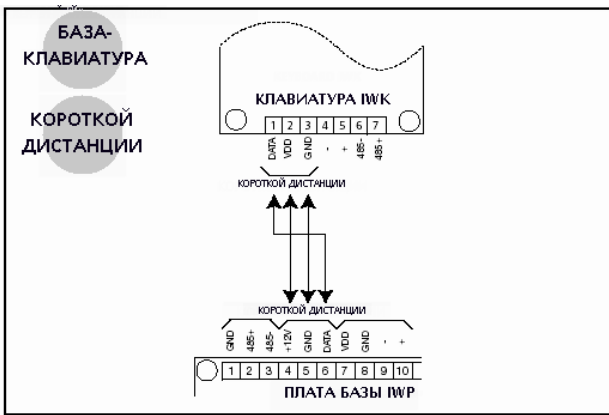 БАЗА-
КЛАВИАТУРА
КОРОТКОЙ
ДИСТАНЦИИ
КЛАВИАТУРА IWK
1 2 3 4 5 6 7
DATA VDD GND - + 485- 485+
КОРОТКОЙ ДИСТАНЦИИ
КОРОТКОЙ ДИСТАНЦИИ
GND 485+ 485- +12V GND DATA VDD GND - +
1 2 3 4 5 6 7 8 9 10
ПЛАТА БАЗЫ IWP